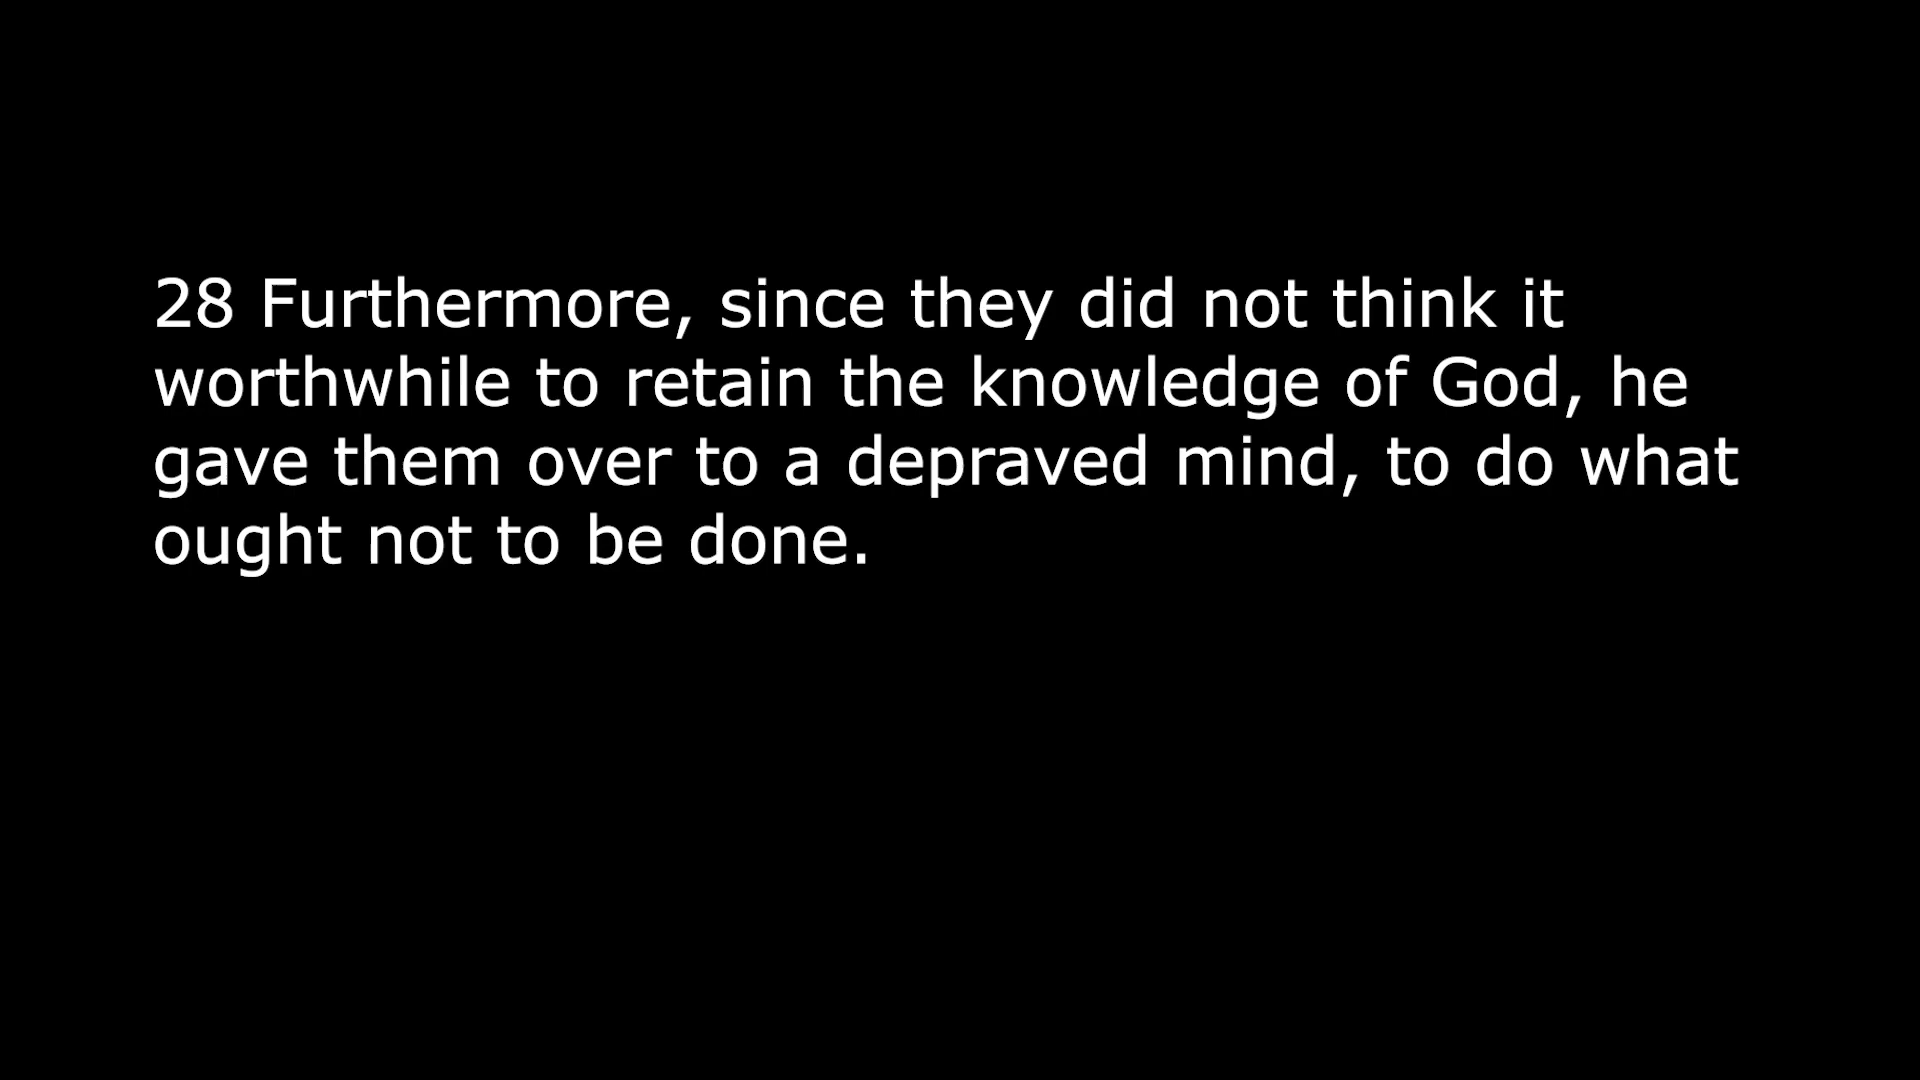 28 Furthermore, since they did not think it
worthwhile to retain the knowledge of God, he
gave them over to a depraved mind, to do what
ought not to be done.